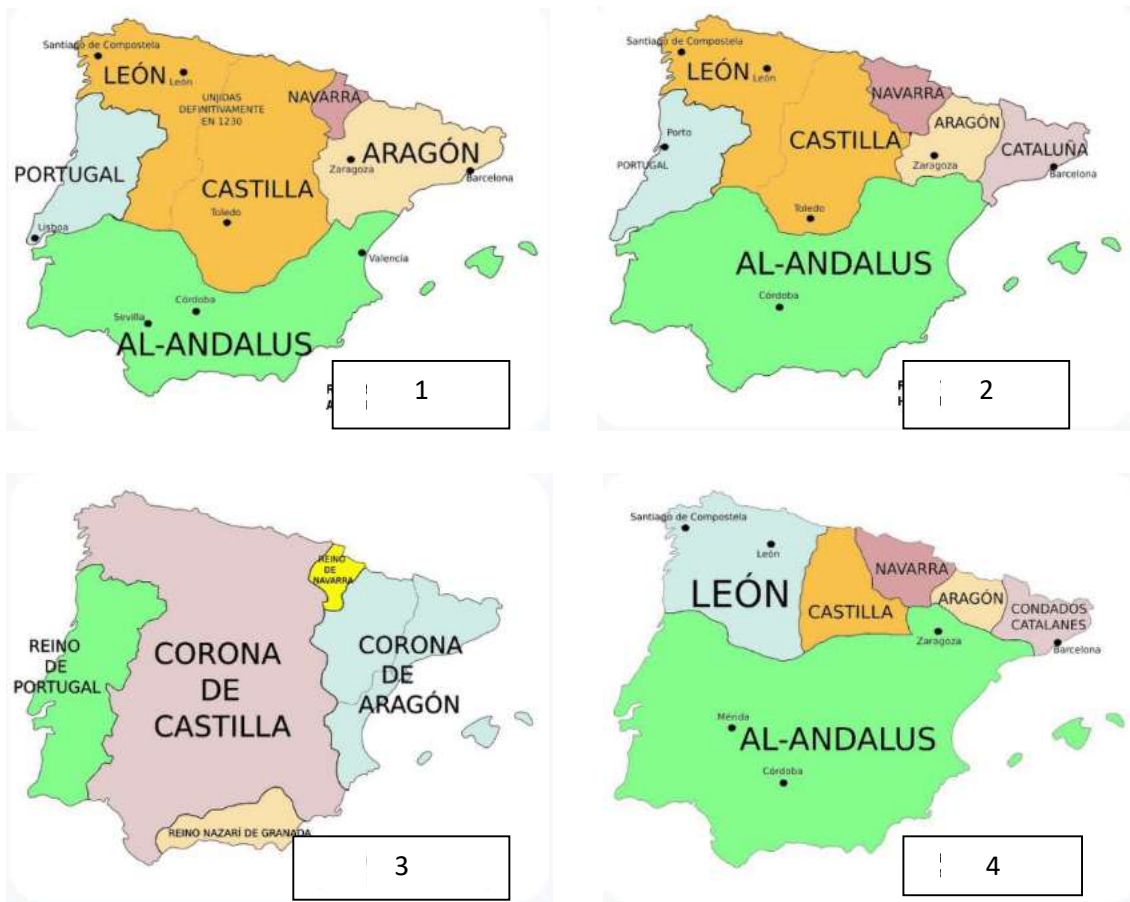 Santiago de Compostela
LEÓN
León
UNJIDAS
DEFINITIVAMENTE
EN 1230
NAVARRA
ARAGÓN
Zaragoza
Barcelona
PORTUGAL
CASTILLA
Toledo
Lisboa
Valencia
Córdoba
Sevilla
AL-ANDALUS
1
Santiago de Compostela
LEÓN
León
NAVARRA
ARAGÓN
Porto
CASTILLA
CATALUÑA
PORTUGAL
Zaragoza
Barcelona
Toledo
AL-ANDALUS
Córdoba
2
REINO
DE
NAVARRA
REINO
DE
PORTUGAL
CORONA
DE
CASTILLA
CORONA
DE
ARAGÓN
REINO NAZARÍ DE GRANADA
3
Santiago de Compostela
León
LEÓN
NAVARRA
CASTILLA
ARAGÓN
CONDADOS
CATALANES
Zaragoza
Barcelona
Mérida
AL-ANDALUS
Córdoba
4